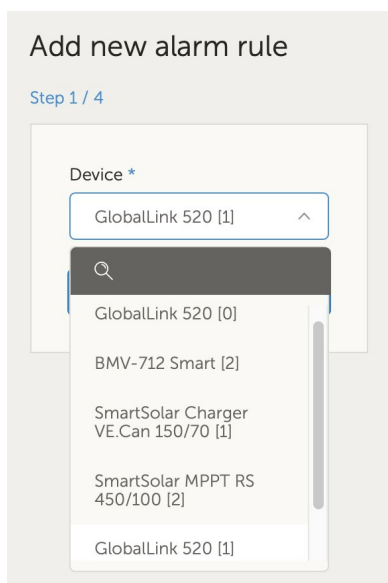 Add new alarm rule
Step 1 / 4
Device *
GlobalLink 520 [1]
GlobalLink 520 [0]
BMV-712 Smart [2]
SmartSolar Charger
VE.Can 150/70 [1]
SmartSolar MPPT RS
450/100 [2]
GlobalLink 520 [1]